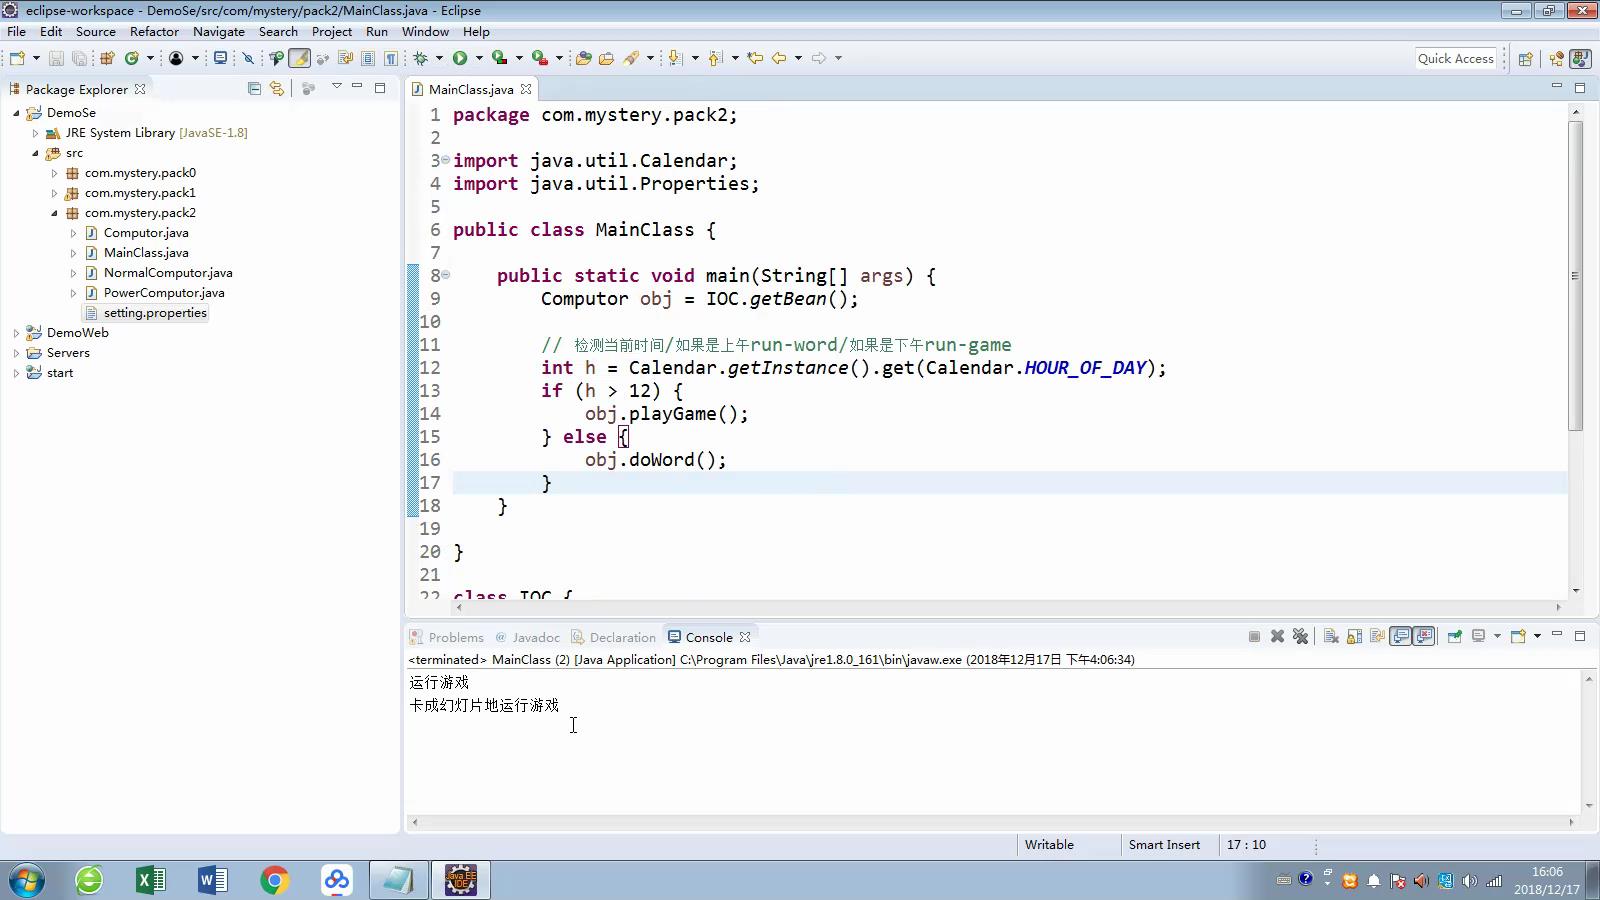 eclipse-workspace - DemoSe/src/com/mystery/pack2/MainClass.java - Eclipse
File Edit Source Refactor Navigate Search Project Run Window Help
Quick Access
Package Explorer
DemoSe
JRE System Library [JavaSE-1.8]
src
com.mystery.pack0
com.mystery.pack1
com.mystery.pack2
Computor.java
MainClass.java
NormalComputor.java
PowerComputor.java
setting.properties
DemoWeb
Servers
start
MainClass.java
1 package com.mystery.pack2;
2
3 import java.util.Calendar;
4 import java.util.Properties;
5
6 public class MainClass {
7
8 public static void main(String[] args) {
9 Computor obj = IOC.getBean();
10
11 // 检测当前时间/如果是上午run-word/如果是下午run-game
12 int h = Calendar.getInstance().get(Calendar.HOUR_OF_DAY);
13 if (h > 12) {
14 obj.playGame();
15 } else {
16 obj.doWord();
17 }
18 }
19
20 }
21
22 class IOC {
Problems Javadoc Declaration Console
<terminated> MainClass (2) [Java Application] C:\Program Files\Java\jre1.8.0_161\bin\javaw.exe (2018年12月17日 下午4:06:34)
运行游戏
卡成幻灯片地运行游戏
Writable Smart Insert 17 : 10
Java EE
IDE
16:06
2018/12/17